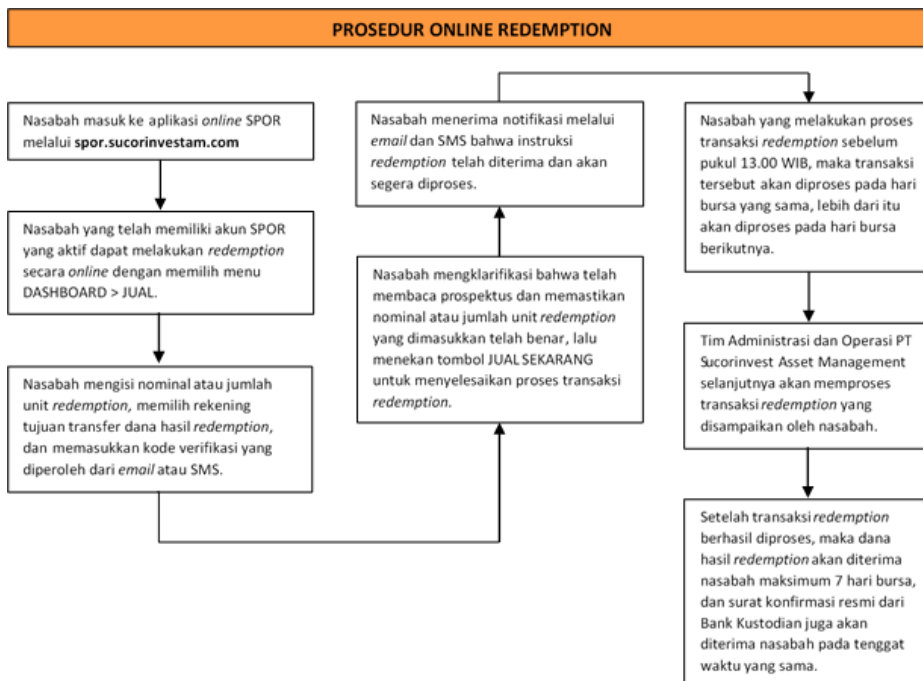 PROSEDUR ONLINE REDEMPTION
Nasabah masuk ke aplikasi online SPOR
melalui spor.sucorinvestam.com
Nasabah yang telah memiliki akun SPOR
yang aktif dapat melakukan redemption
secara online dengan memilih menu
DASHBOARD > JUAL.
Nasabah mengisi nominal atau jumlah
unit redemption, memilih rekening
tujuan transfer dana hasil redemption,
dan memasukkan kode verifikasi yang
diperoleh dari email atau SMS.
Nasabah mengklarifikasi bahwa telah
membaca prospektus dan memastikan
nominal atau jumlah unit redemption
yang dimasukkan telah benar, lalu
menekan tombol JUAL SEKARANG
untuk menyelesaikan proses transaksi
redemption.
Nasabah menerima notifikasi melalui
email dan SMS bahwa instruksi
redemption telah diterima dan akan
segera diproses.
Nasabah yang melakukan proses
transaksi redemption sebelum
pukul 13.00 WIB, maka transaksi
tersebut akan diproses pada hari
bursa yang sama, lebih dari itu
akan diproses pada hari bursa
berikutnya.
Tim Administrasi dan Operasi PT
Sucorinvest Asset Management
selanjutnya akan memproses
transaksi redemption yang
disampaikan oleh nasabah.
Setelah transaksi redemption
berhasil diproses, maka dana
hasil redemption akan diterima
nasabah maksimum 7 hari bursa,
dan surat konfirmasi resmi dari
Bank Kustodian juga akan
diterima nasabah pada tenggat
waktu yang sama.